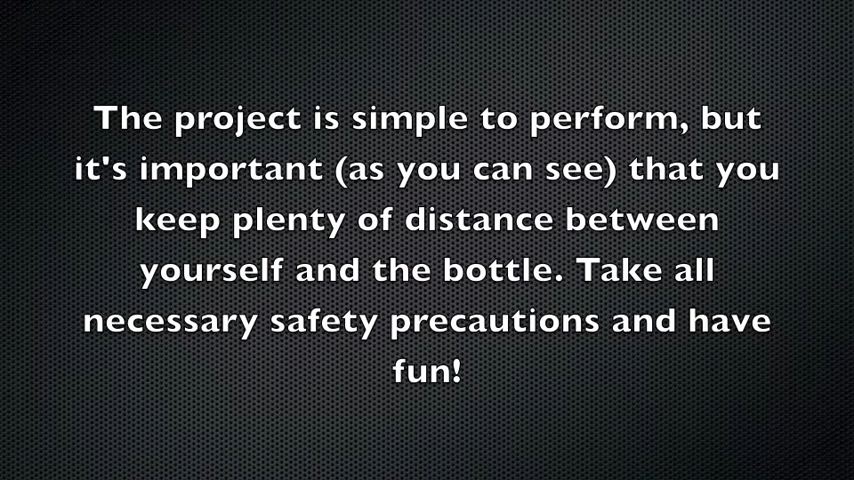 The project is simple to perform, but
it's important (as you can see) that you
keep plenty of distance between
yourself and the bottle. Take all
necessary safety precautions and have
fun!